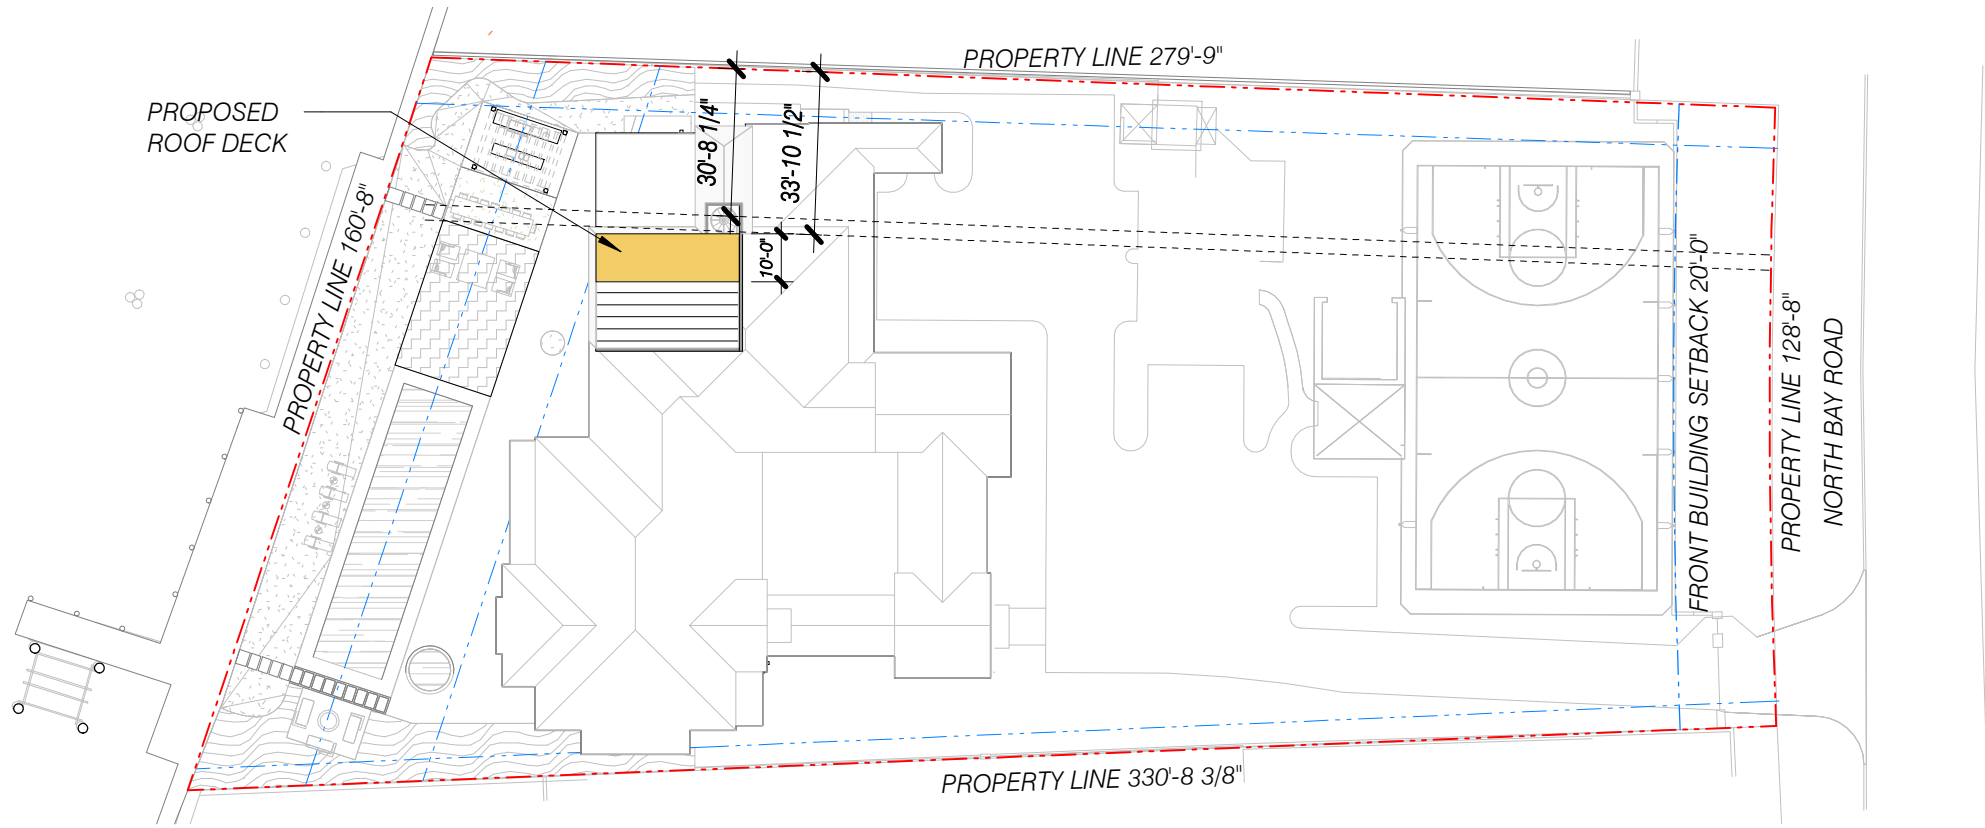 PROPERTY LINE 279'-9"
PROPOSED
ROOF DECK
30'-8 1/4"
33'-10 1/2"
10'-0"
PROPERTY LINE 160'-8"
FRONT BUILDING SETBACK 20'-0"
PROPERTY LINE 128'-8"
NORTH BAY ROAD
PROPERTY LINE 330'-8 3/8"